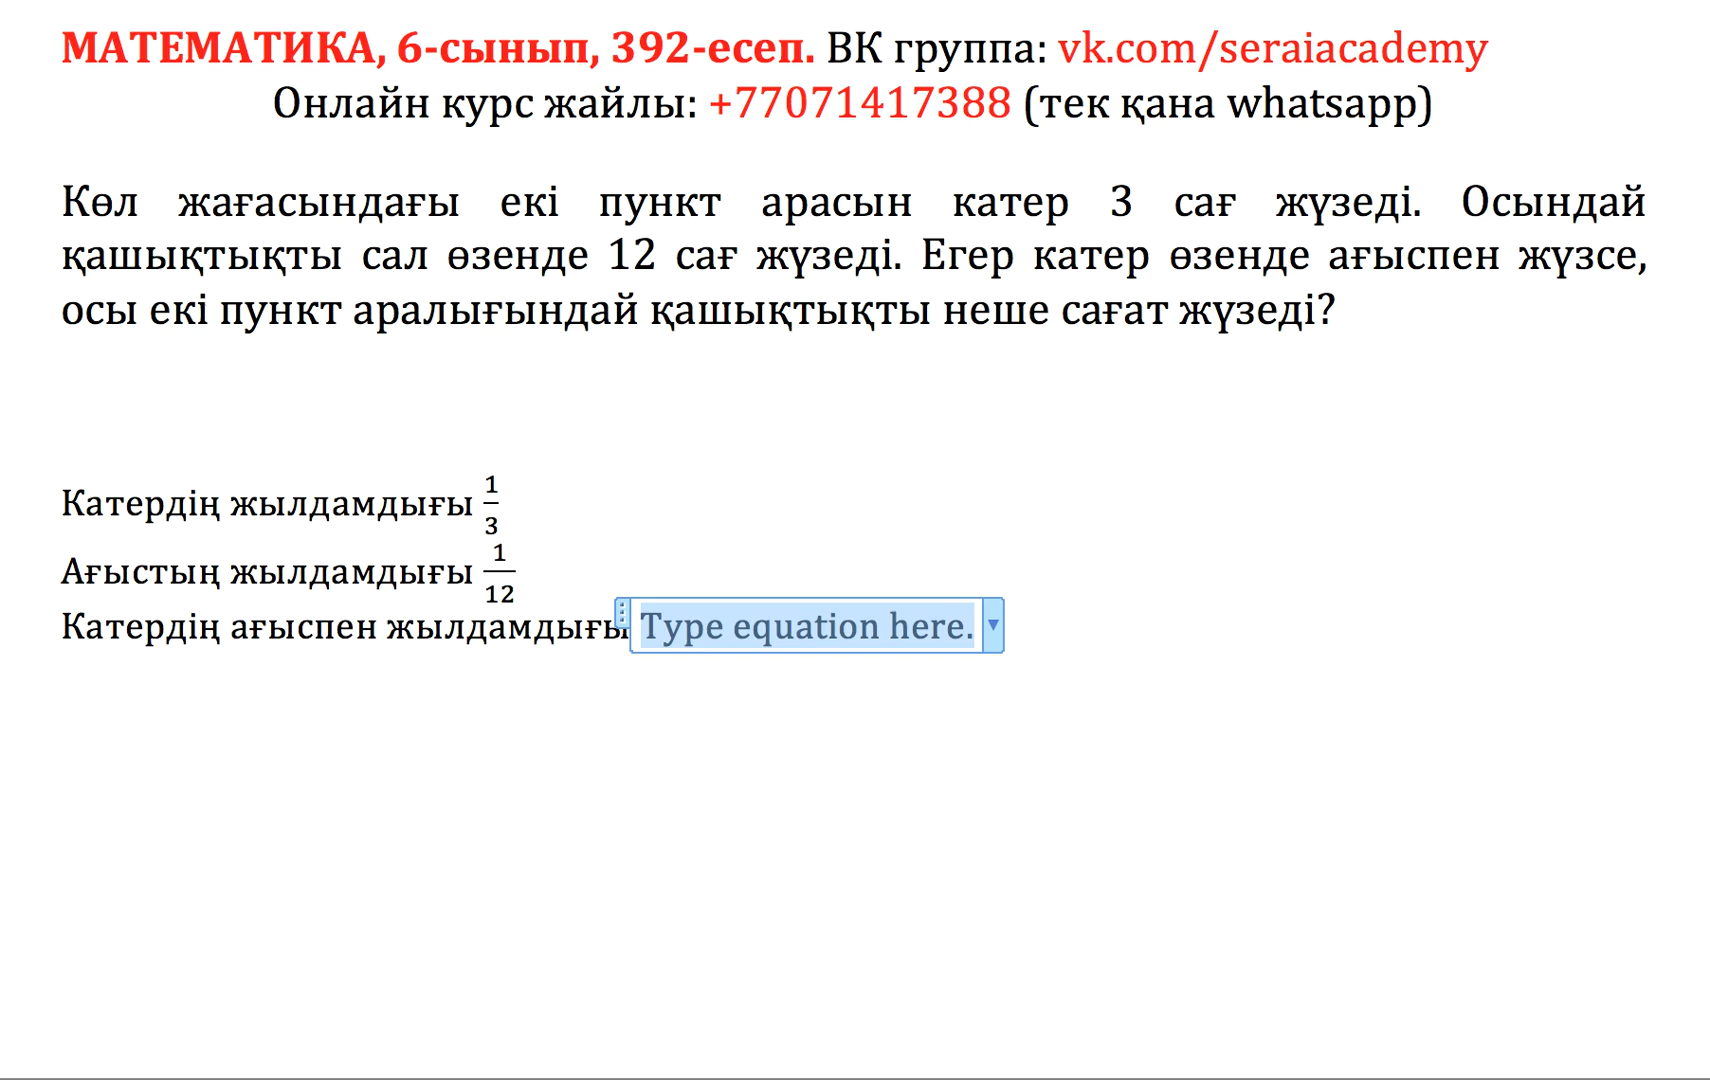 МАТЕМАТИКА, 6-сынып, 392-есеп. ВК группа: vk.com/seraiacademy
Онлайн курс жайлы: +77071417388 (тек қана whatsapp)
Көл жағасындағы екі пункт арасын катер 3 сағ жүзеді. Осындай
қашықтықты сал өзенде 12 сағ жүзеді. Егер катер өзенде ағыспен жүзсе,
осы екі пункт аралығындай қашықтықты неше сағат жүзеді?
Катердің жылдамдығы 1/3
Ағыстың жылдамдығы 1/12
Катердің ағыспен жылдамдығы Type equation here.